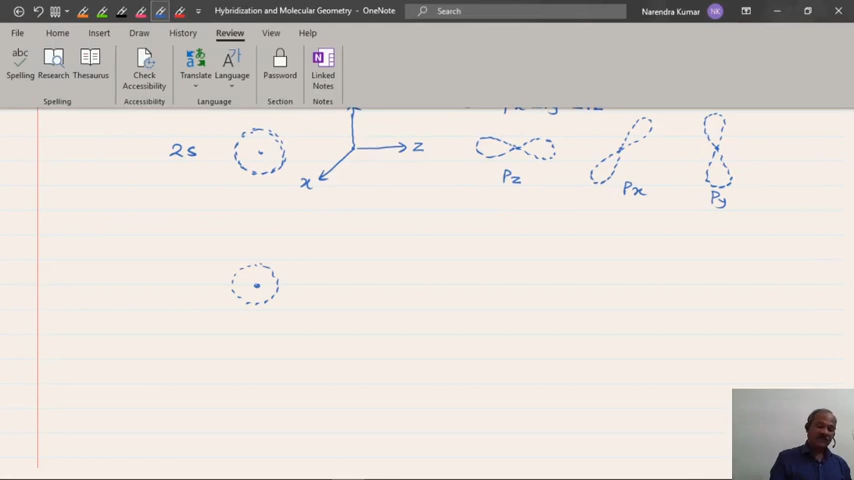 Hybridization and Molecular Geometry - OneNote
Search
Narendra Kumar
NK
File
Home
Insert
Draw
History
Review
View
Help
abc
Spelling
Research
Thesaurus
Check
Accessibility
Translate
Language
Password
Linked
Notes
Spelling
Accessibility
Language
Section
Notes
2s
z
x
Pz
Px
Py